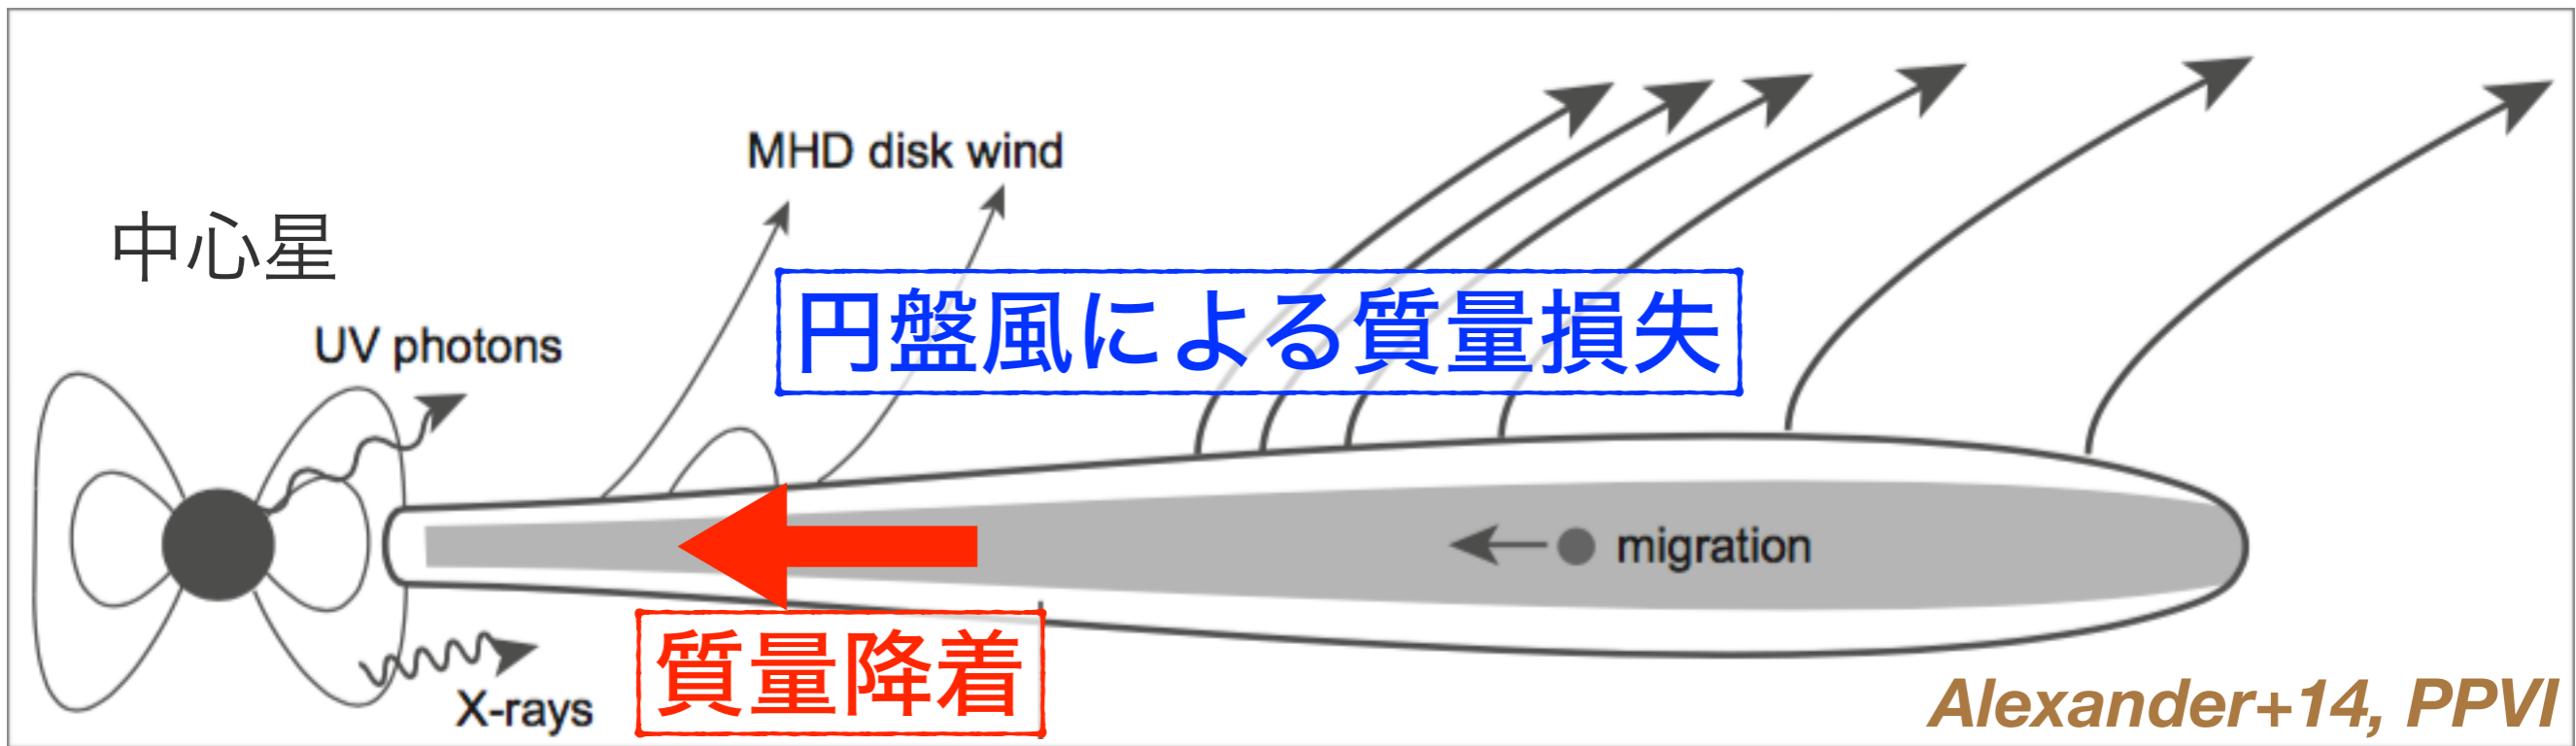 MHD disk wind
中心星
UV photons
円盤風による質量損失
migration
質量降着
X-rays
Alexander+14, PPVI